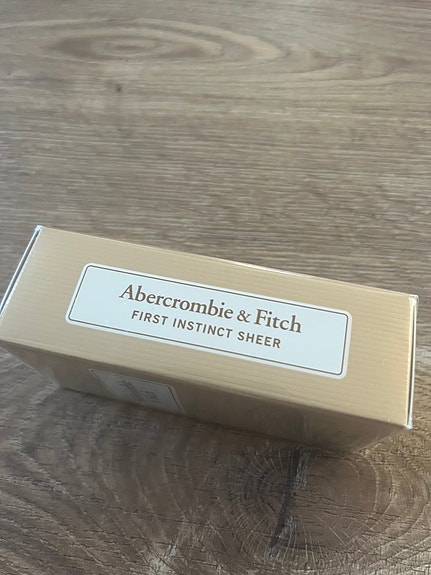 Abercrombie & Fitch
FIRST INSTINCT SHEER